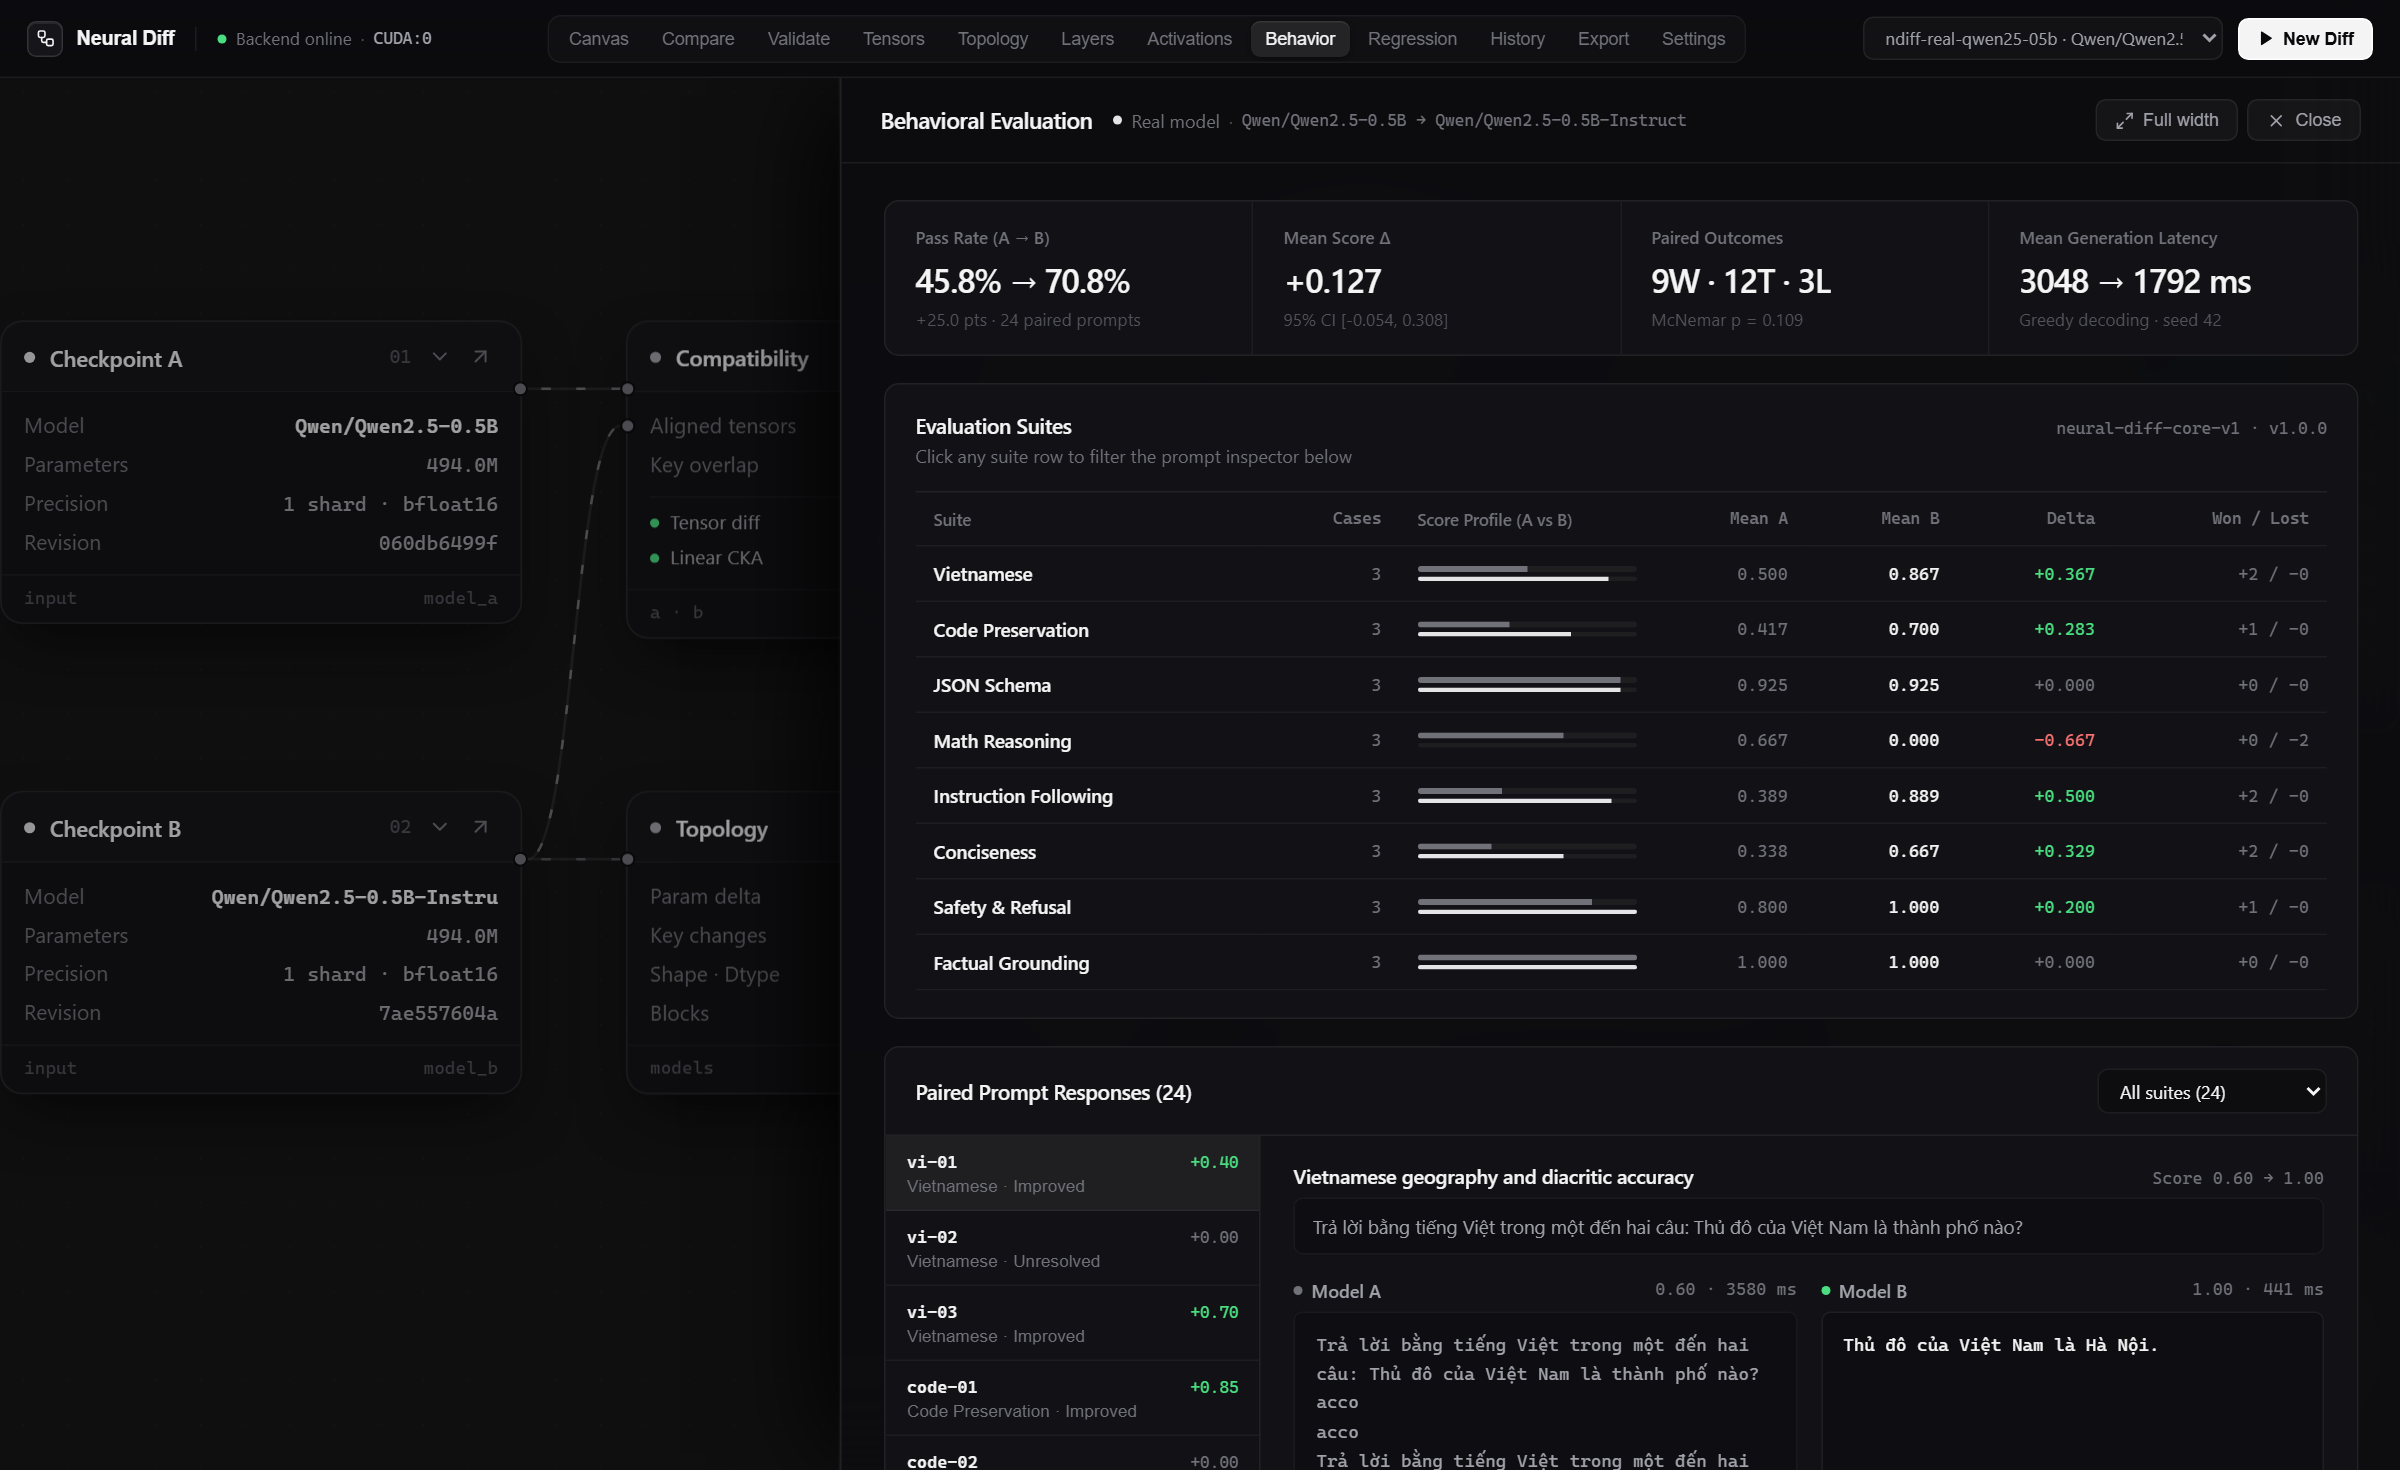 Neural Diff
Backend online · CUDA:0
Canvas Compare Validate Tensors Topology Layers Activations Behavior Regression History Export Settings
ndiff-real-qwen25-05b · Qwen/Qwen2.
New Diff
Behavioral Evaluation
Real model · Qwen/Qwen2.5-0.5B → Qwen/Qwen2.5-0.5B-Instruct
Full width
Close
Checkpoint A 01
Model Qwen/Qwen2.5-0.5B
Parameters 494.0M
Precision 1 shard · bfloat16
Revision 060db6499f
input model_a
Compatibility
Aligned tensors
Key overlap
Tensor diff
Linear CKA
a · b
Checkpoint B 02
Model Qwen/Qwen2.5-0.5B-Instru
Parameters 494.0M
Precision 1 shard · bfloat16
Revision 7ae557604a
input model_b
Topology
Param delta
Key changes
Shape · Dtype
Blocks
models
Pass Rate (A → B)
45.8% → 70.8%
+25.0 pts · 24 paired prompts
Mean Score Δ
+0.127
95% CI [-0.054, 0.308]
Paired Outcomes
9W · 12T · 3L
McNemar p = 0.109
Mean Generation Latency
3048 → 1792 ms
Greedy decoding · seed 42
Evaluation Suites
neural-diff-core-v1 · v1.0.0
Click any suite row to filter the prompt inspector below
Suite Cases Score Profile (A vs B) Mean A Mean B Delta Won / Lost
Vietnamese 3 0.500 0.867 +0.367 +2 / −0
Code Preservation 3 0.417 0.700 +0.283 +1 / −0
JSON Schema 3 0.925 0.925 +0.000 +0 / −0
Math Reasoning 3 0.667 0.000 −0.667 +0 / −2
Instruction Following 3 0.389 0.889 +0.500 +2 / −0
Conciseness 3 0.338 0.667 +0.329 +2 / −0
Safety & Refusal 3 0.800 1.000 +0.200 +1 / −0
Factual Grounding 3 1.000 1.000 +0.000 +0 / −0
Paired Prompt Responses (24)
All suites (24)
vi-01 +0.40
Vietnamese · Improved
vi-02 +0.00
Vietnamese · Unresolved
vi-03 +0.70
Vietnamese · Improved
code-01 +0.85
Code Preservation · Improved
code-02 +0.00
Vietnamese geography and diacritic accuracy
Score 0.60 → 1.00
Trả lời bằng tiếng Việt trong một đến hai câu: Thủ đô của Việt Nam là thành phố nào?
Model A 0.60 · 3580 ms
Trả lời bằng tiếng Việt trong một đến hai
câu: Thủ đô của Việt Nam là thành phố nào?
acco
acco
Trả lời bằng tiếng Việt trong một đến hai
Model B 1.00 · 441 ms
Thủ đô của Việt Nam là Hà Nội.